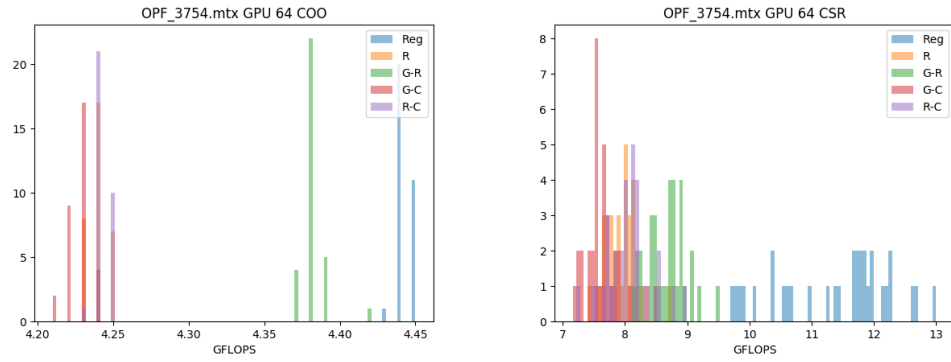 OPF_3754.mtx GPU 64 COO
20
15
10
5
0
4.20
4.25
4.30
4.35
4.40
4.45
GFLOPS
Reg
R
G-R
G-C
R-C
OPF_3754.mtx GPU 64 CSR
8
7
6
5
4
3
2
1
0
7
8
9
10
11
12
13
GFLOPS
Reg
R
G-R
G-C
R-C